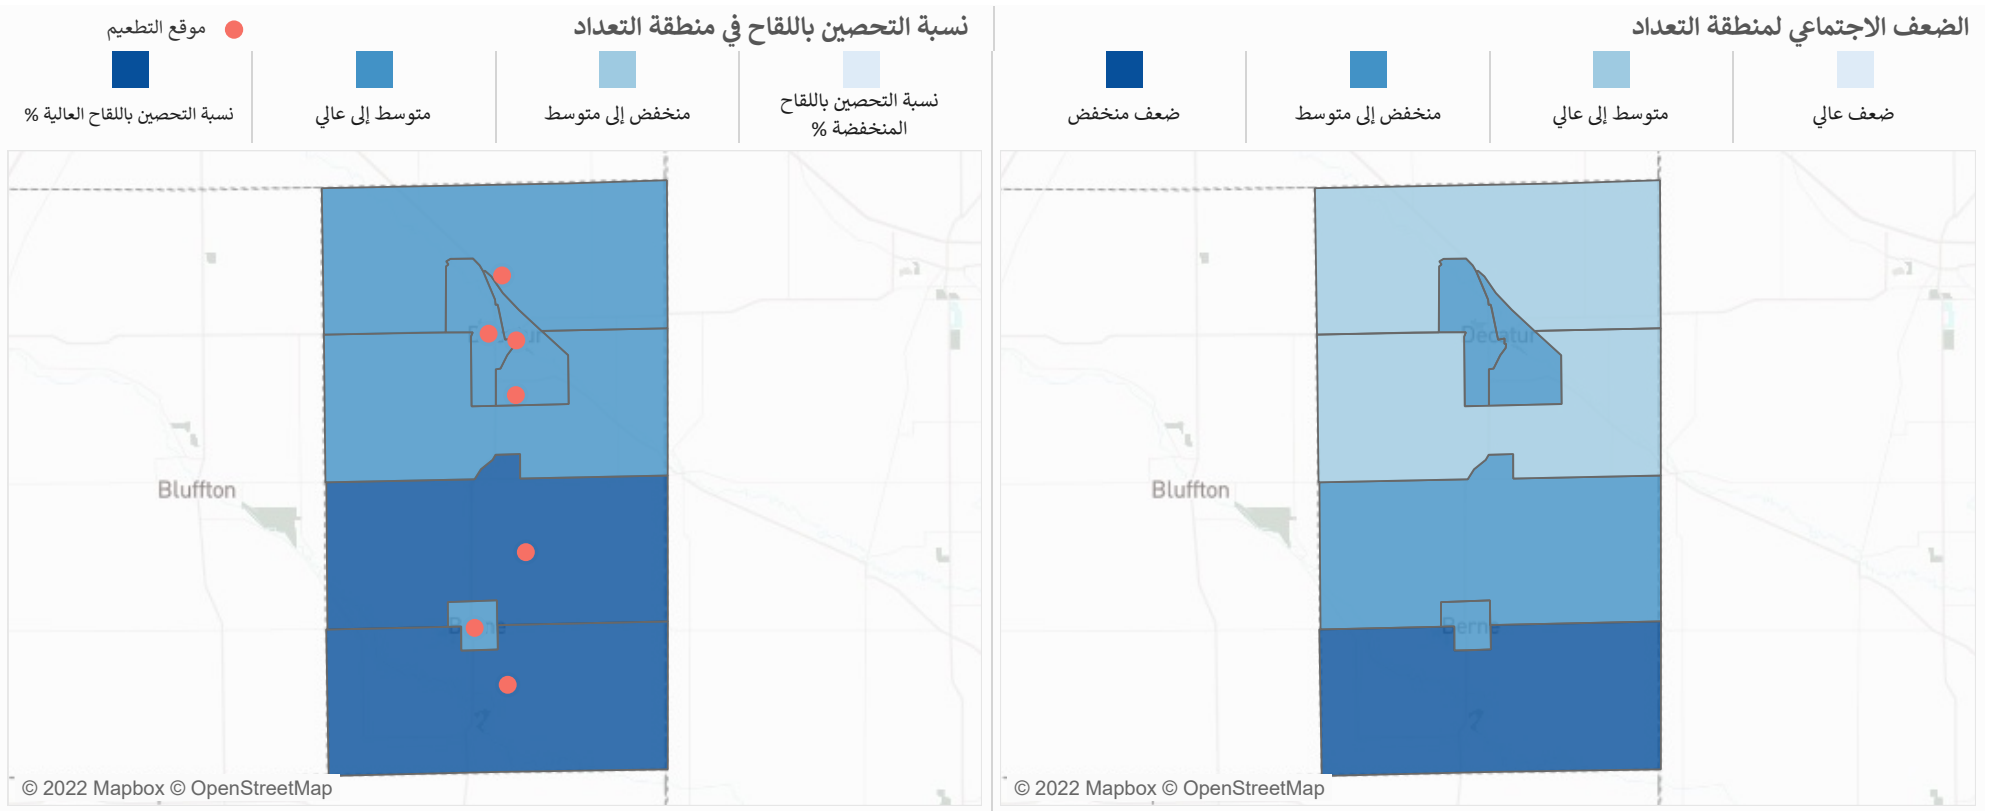 الضعف الاجتماعي لمنطقة التعداد
ضعف عالي
متوسط إلى عالي
منخفض إلى متوسط
ضعف منخفض
Decatur
Bluffton
Berne
© 2022 Mapbox © OpenStreetMap
نسبة التحصين باللقاح في منطقة التعداد
موقع التطعيم
نسبة التحصين باللقاح
المنخفضة %
منخفض إلى متوسط
متوسط إلى عالي
نسبة التحصين باللقاح العالية %
Bluffton
© 2022 Mapbox © OpenStreetMap